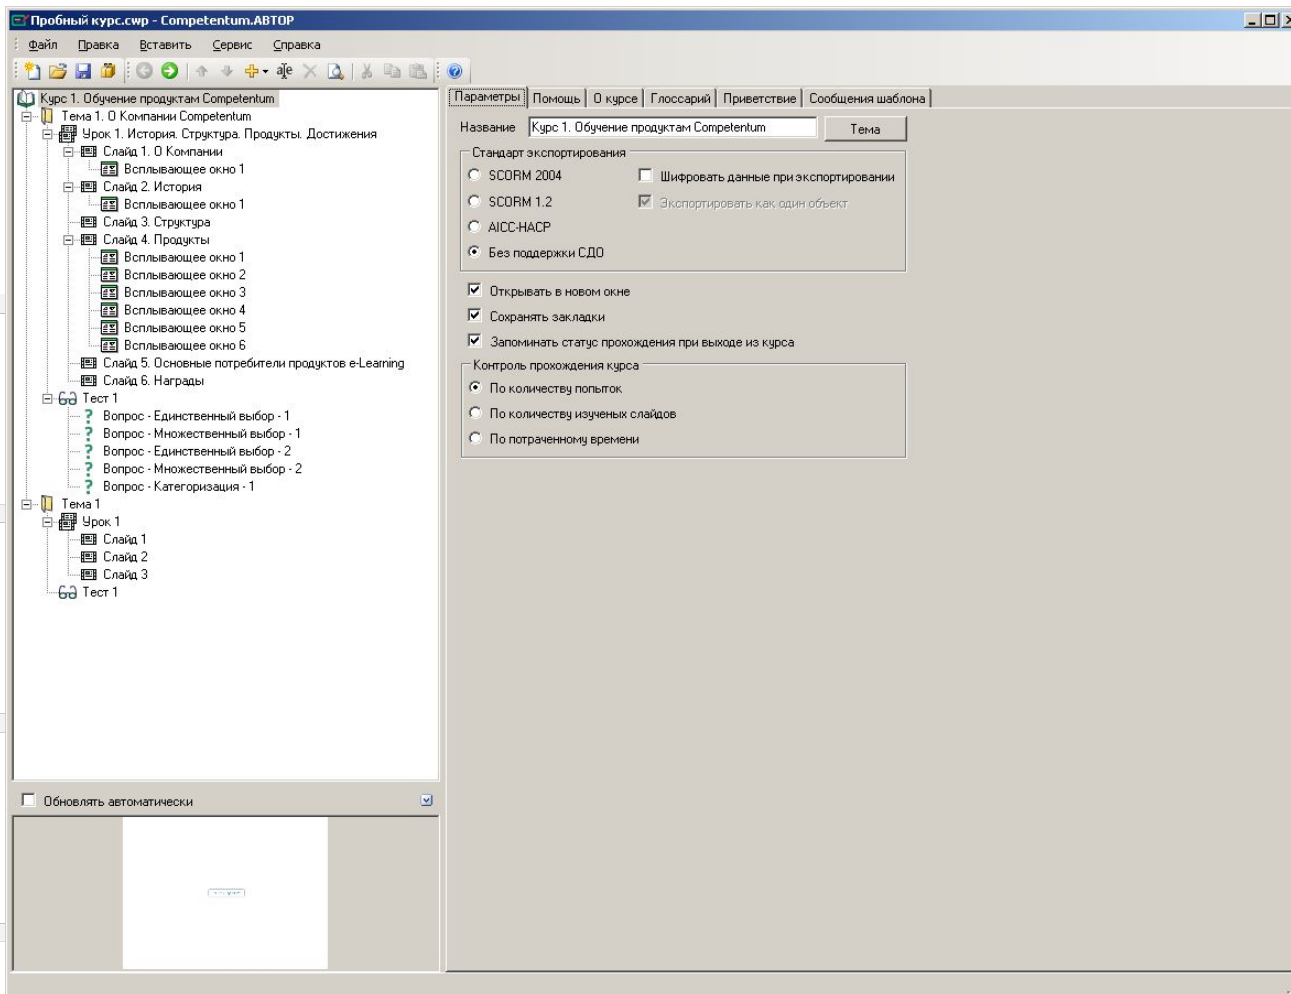 Пробный курс.cwp - Competentum.АВТОР
Файл Правка Вставить Сервис Справка
Курс 1. Обучение продуктам Competentum
Тема 1. О Компании Competentum
Урок 1. История. Структура. Продукты. Достижения
Слайд 1. О Компании
Всплывающее окно 1
Слайд 2. История
Всплывающее окно 1
Слайд 3. Структура
Слайд 4. Продукты
Всплывающее окно 1
Всплывающее окно 2
Всплывающее окно 3
Всплывающее окно 4
Всплывающее окно 5
Всплывающее окно 6
Слайд 5. Основные потребители продуктов e-Learning
Слайд 6. Награды
Тест 1
Вопрос - Единственный выбор - 1
Вопрос - Множественный выбор - 1
Вопрос - Единственный выбор - 2
Вопрос - Множественный выбор - 2
Вопрос - Категоризация - 1
Тема 1
Урок 1
Слайд 1
Слайд 2
Слайд 3
Тест 1
Обновлять автоматически
Параметры Помощь О курсе Глоссарий Приветствие Сообщения шаблона
Название Курс 1. Обучение продуктам Competentum Тема
Стандарт экспортирования
SCORM 2004 Шифровать данные при экспортировании
SCORM 1.2 Экспортировать как один объект
AICC-HACP
Без поддержки СДО
Открывать в новом окне
Сохранять закладки
Запоминать статус прохождения при выходе из курса
Контроль прохождения курса
По количеству попыток
По количеству изученых слайдов
По потраченному времени